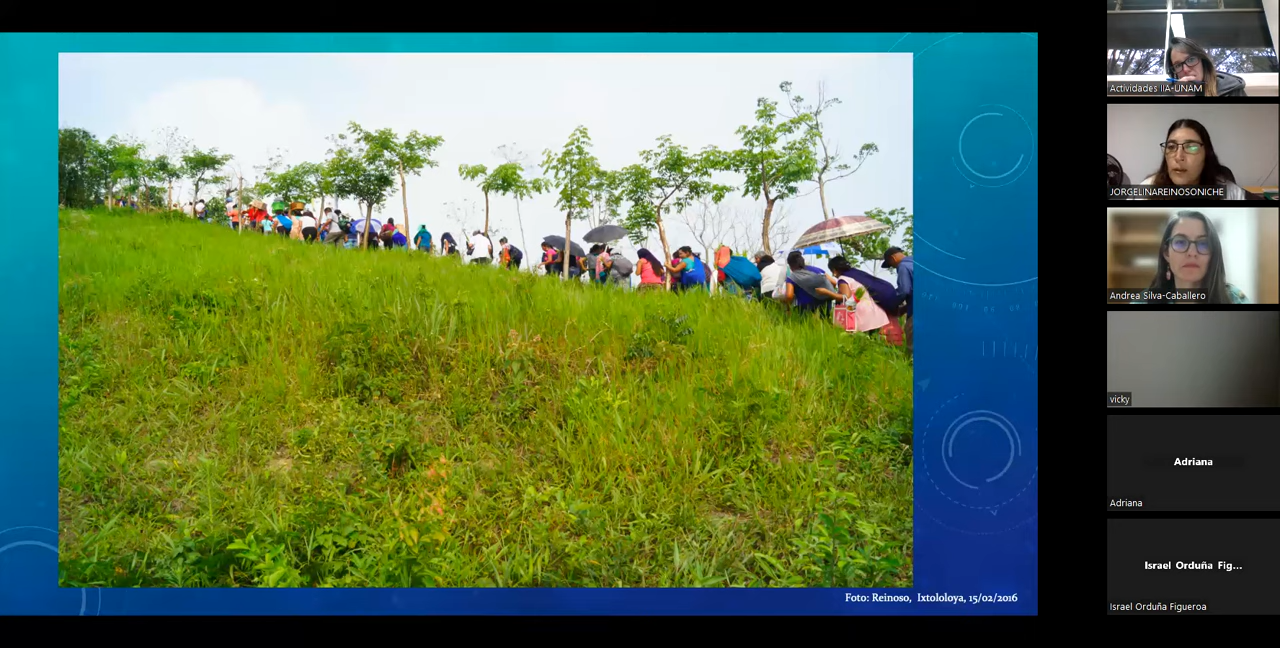 Foto: Reinoso, Ixtololoya, 15/02/2016
Actividades IIA-UNAM
JORGELINAREINOSONICHE
Andrea Silva-Caballero
vicky
Adriana
Adriana
Israel Orduña Fig...
Israel Orduña Figueroa